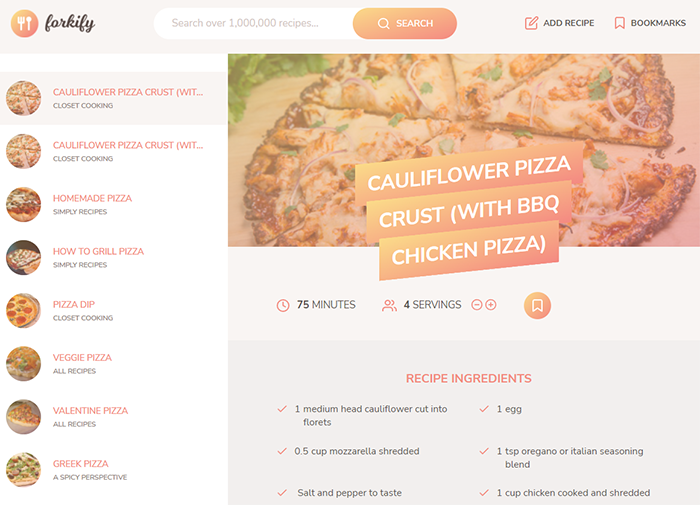 forkify
Search over 1,000,000 recipes...
SEARCH
ADD RECIPE
BOOKMARKS
CAULIFLOWER PIZZA CRUST (WIT...
CLOSET COOKING
CAULIFLOWER PIZZA CRUST (WIT...
CLOSET COOKING
HOMEMADE PIZZA
SIMPLY RECIPES
HOW TO GRILL PIZZA
SIMPLY RECIPES
PIZZA DIP
CLOSET COOKING
VEGGIE PIZZA
ALL RECIPES
VALENTINE PIZZA
ALL RECIPES
GREEK PIZZA
A SPICY PERSPECTIVE
CAULIFLOWER PIZZA
CRUST (WITH BBQ
CHICKEN PIZZA)
75 MINUTES
4 SERVINGS
RECIPE INGREDIENTS
1 medium head cauliflower cut into
florets
1 egg
0.5 cup mozzarella shredded
1 tsp oregano or italian seasoning
blend
Salt and pepper to taste
1 cup chicken cooked and shredded